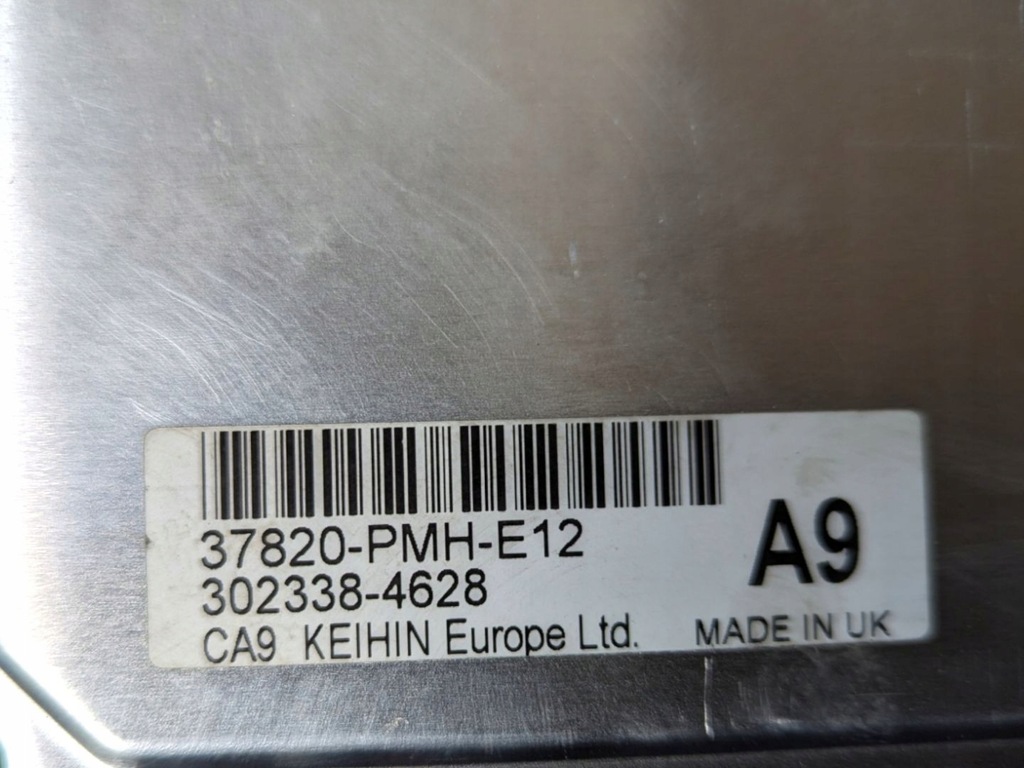 37820-PMH-E12
302338-4628
A9
CA9 KEIHIN Europe Ltd. MADE IN UK